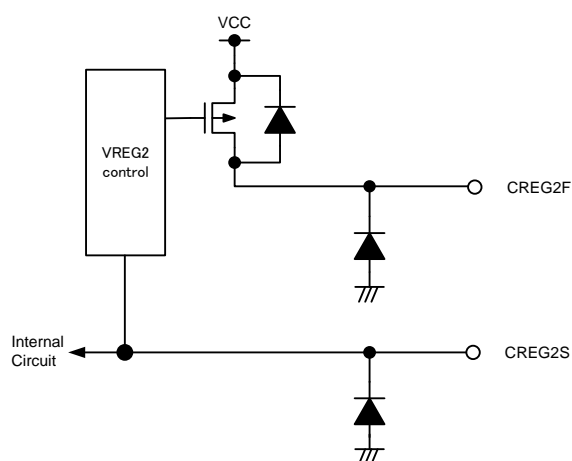 VCC
VREG2
control
CREG2F
Internal
Circuit
CREG2S